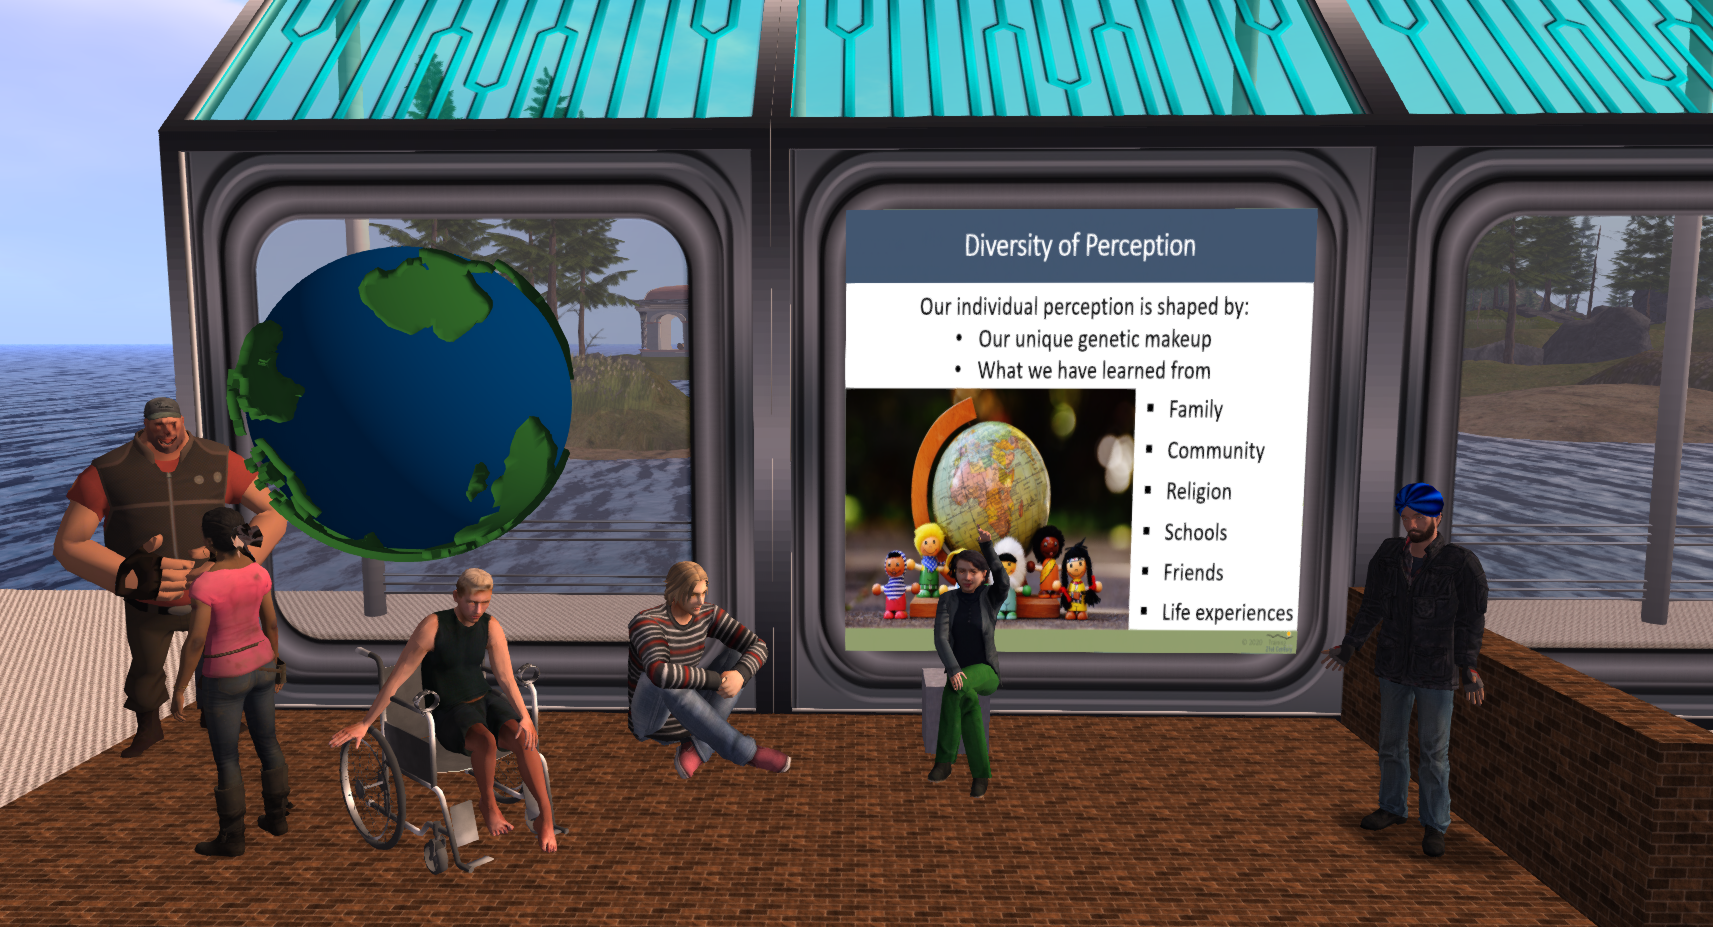 Diversity of Perception
Our individual perception is shaped by:
• Our unique genetic makeup
• What we have learned from
▪ Family
▪ Community
▪ Religion
▪ Schools
▪ Friends
▪ Life experiences